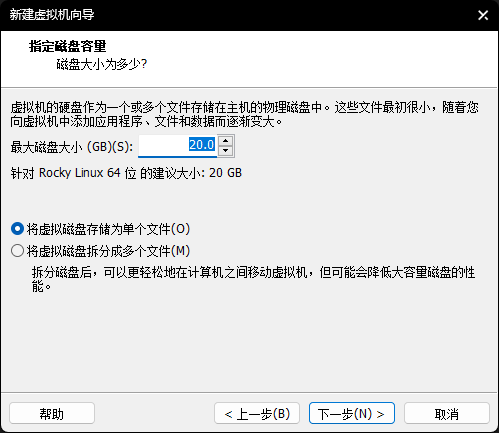 新建虚拟机向导
指定磁盘容量
磁盘大小为多少?
虚拟机的硬盘作为一个或多个文件存储在主机的物理磁盘中。这些文件最初很小，随着您
向虚拟机中添加应用程序、文件和数据而逐渐变大。
最大磁盘大小 (GB)(S): 20.0
针对 Rocky Linux 64 位 的建议大小: 20 GB
将虚拟磁盘存储为单个文件(O)
将虚拟磁盘拆分成多个文件(M)
拆分磁盘后，可以更轻松地在计算机之间移动虚拟机，但可能会降低大容量磁盘的性
能。
帮助 < 上一步(B) 下一步(N) > 取消